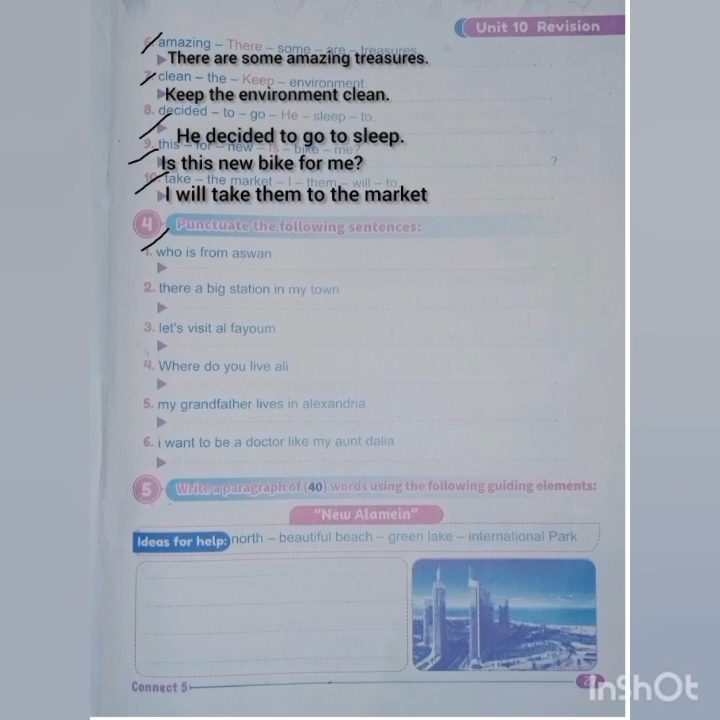 Unit 10 Revision
6. amazing – There – some – are – treasures.
There are some amazing treasures.
7. clean – the – Keep – environment.
Keep the environment clean.
8. decided – to – go – He – sleep – to.
He decided to go to sleep.
9. this – for – new – Is – bike – me?
Is this new bike for me? ?
10. take – the market – I – them – will – to
I will take them to the market
4 Punctuate the following sentences:
1. who is from aswan
2. there a big station in my town
3. let's visit al fayoum
4. Where do you live ali
5. my grandfather lives in alexandria
6. i want to be a doctor like my aunt dalia
5 Write a paragraph of (40) words using the following guiding elements:
"New Alamein"
Ideas for help: north – beautiful beach – green lake – international Park
Connect 5
InShOt